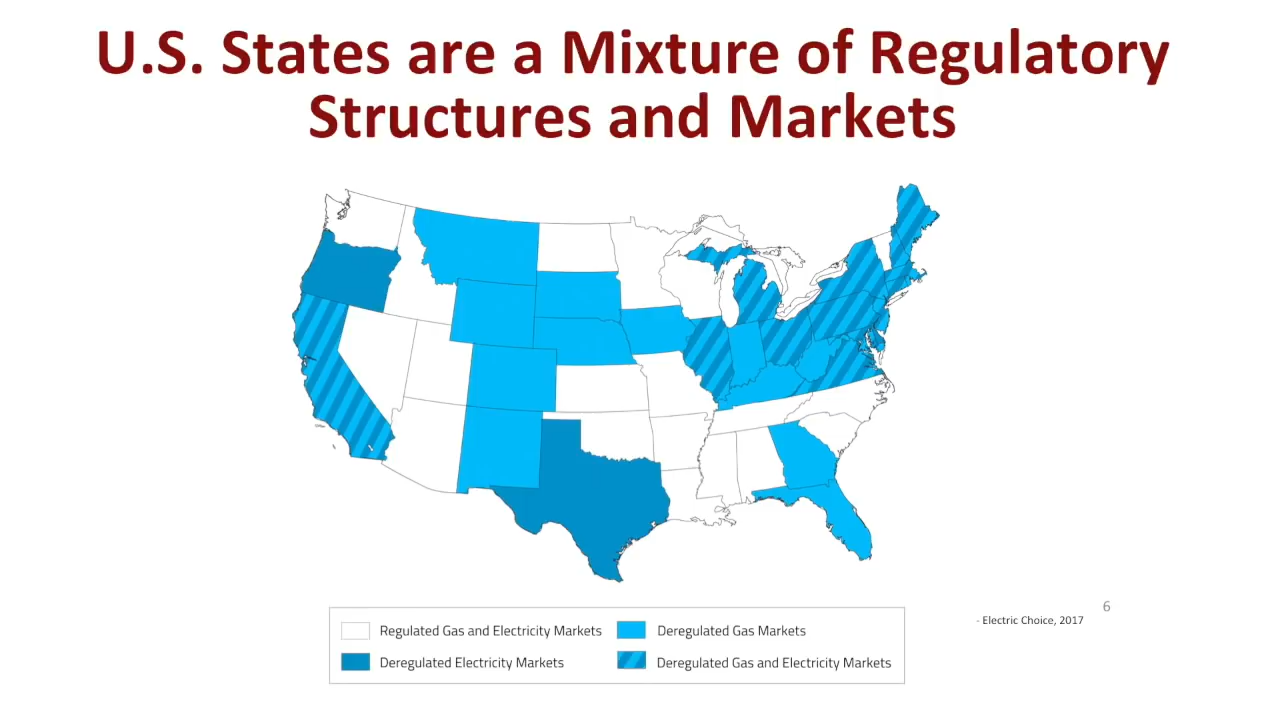 U.S. States are a Mixture of Regulatory
Structures and Markets
Regulated Gas and Electricity Markets
Deregulated Gas Markets
Deregulated Electricity Markets
Deregulated Gas and Electricity Markets
6
- Electric Choice, 2017